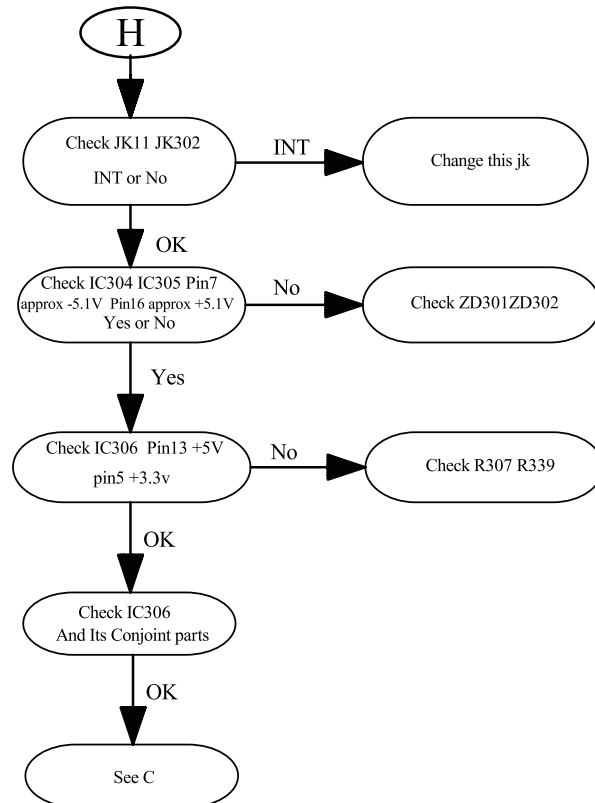 H
Check JK11 JK302
INT or No
INT
Change this jk
OK
Check IC304 IC305 Pin7
approx -5.1V Pin16 approx +5.1V
Yes or No
No
Check ZD301ZD302
Yes
Check IC306 Pin13 +5V
pin5 +3.3v
No
Check R307 R339
OK
Check IC306
And Its Conjoint parts
OK
See C